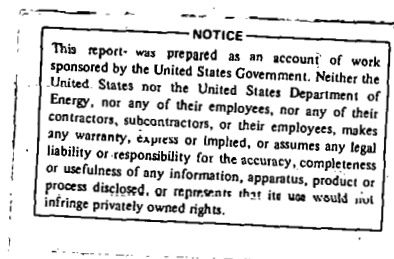 NOTICE
This report was prepared as an account of work
sponsored by the United States Government. Neither the
United States nor the United States Department of
Energy, nor any of their employees, nor any of their
contractors, subcontractors, or their employees, makes
any warranty, express or implied, or assumes any legal
liability or responsibility for the accuracy, completeness
or usefulness of any information, apparatus, product or
process disclosed, or represents that its use would not
infringe privately owned rights.